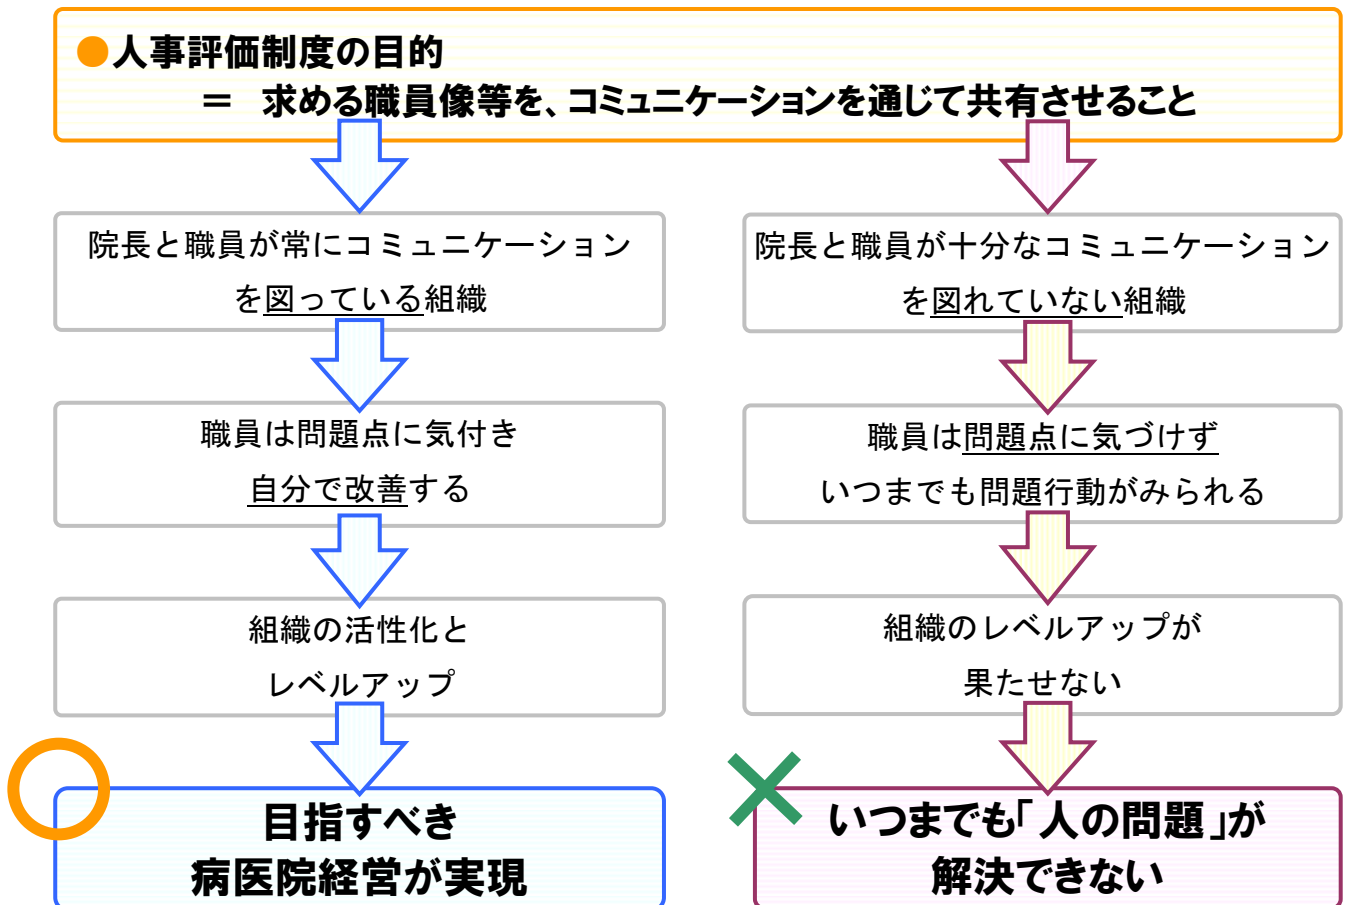 ●人事評価制度の目的
＝　求める職員像等を、コミュニケーションを通じて共有させること
院長と職員が常にコミュニケーション
を図っている組織
職員は問題点に気付き
自分で改善する
組織の活性化と
レベルアップ
目指すべき
病医院経営が実現
院長と職員が十分なコミュニケーション
を図れていない組織
職員は問題点に気づけず
いつまでも問題行動がみられる
組織のレベルアップが
果たせない
いつまでも「人の問題」が
解決できない